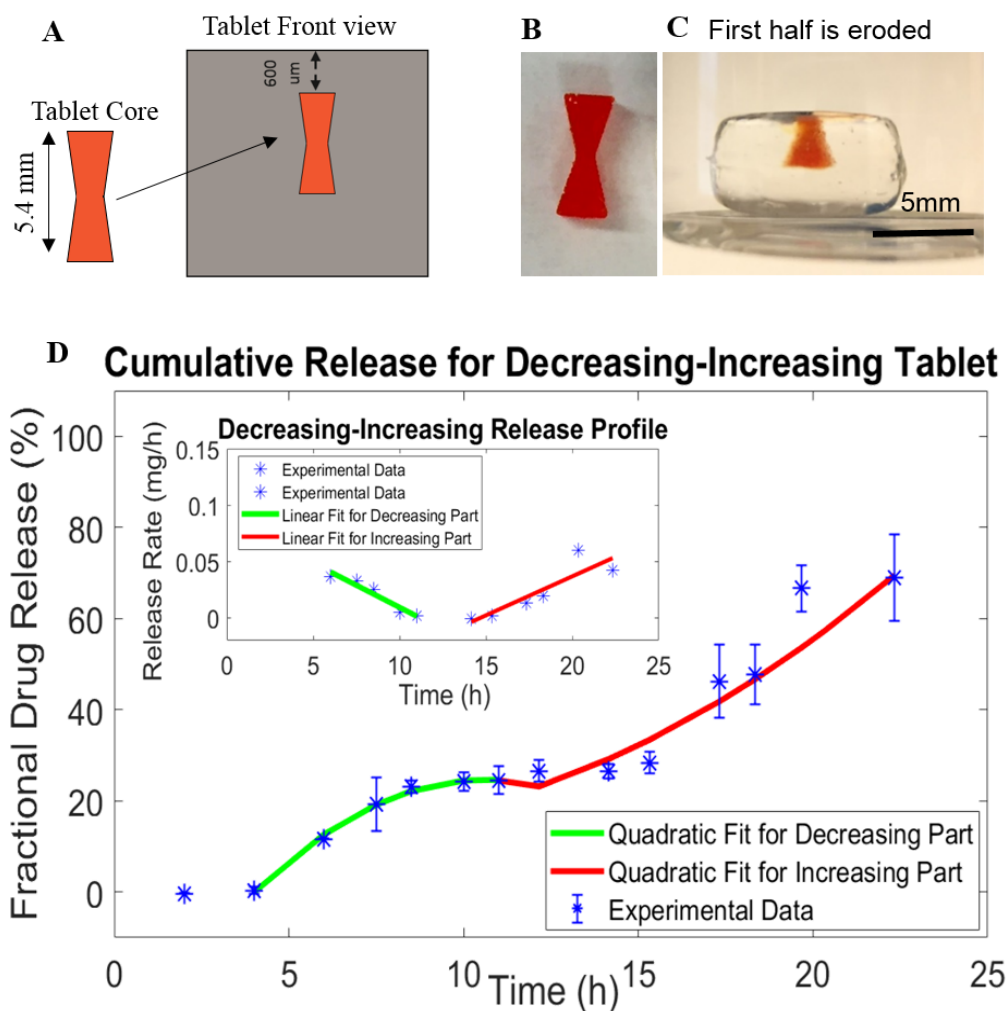 A
Tablet Front view
600
um
Tablet Core
5.4 mm
B
C
First half is eroded
5mm
D
Cumulative Release for Decreasing-Increasing Tablet
Fractional Drug Release (%)
100
80
60
40
20
0
0
5
10
15
20
25
Time (h)
Decreasing-Increasing Release Profile
Release Rate (mg/h)
0.15
0.1
0.05
0
0
5
10
15
20
25
Time (h)
Experimental Data
Experimental Data
Linear Fit for Decreasing Part
Linear Fit for Increasing Part
Quadratic Fit for Decreasing Part
Quadratic Fit for Increasing Part
Experimental Data